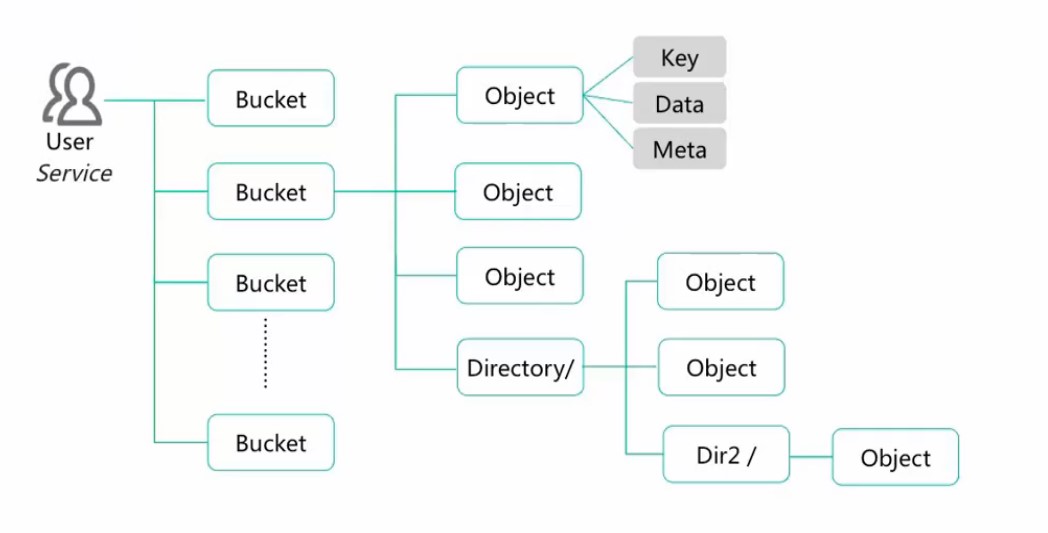 User
Service
Bucket
Bucket
Bucket
Bucket
Object
Object
Object
Directory/
Key
Data
Meta
Object
Object
Dir2 /
Object